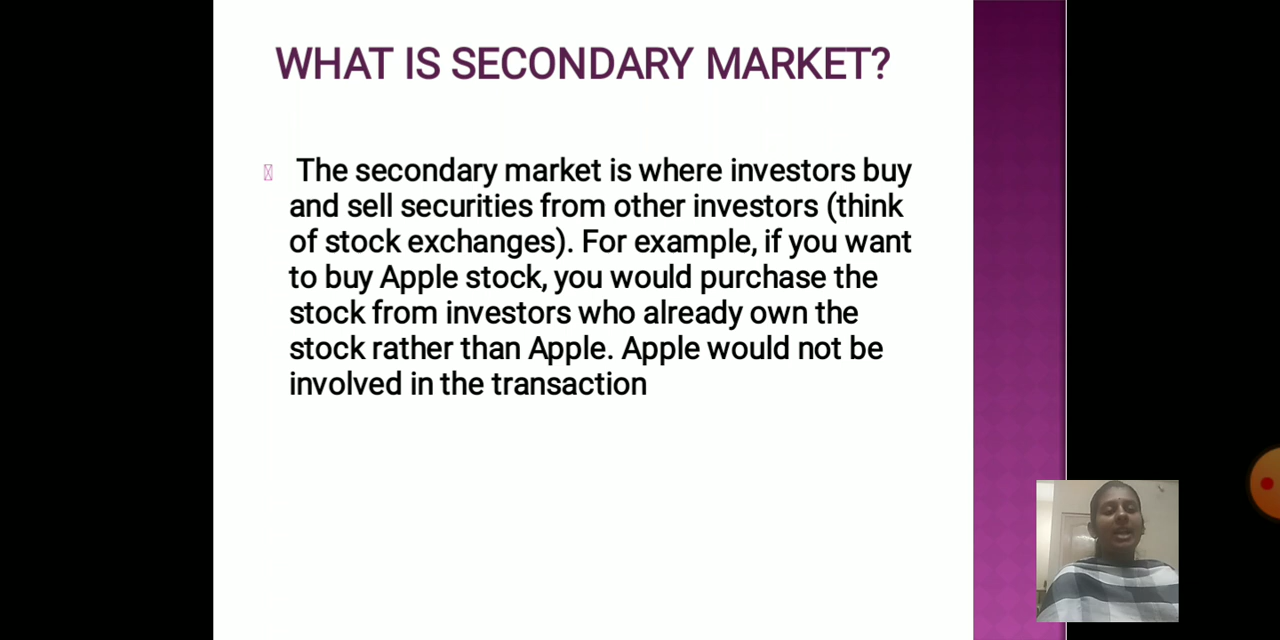 WHAT IS SECONDARY MARKET?
The secondary market is where investors buy
and sell securities from other investors (think
of stock exchanges). For example, if you want
to buy Apple stock, you would purchase the
stock from investors who already own the
stock rather than Apple. Apple would not be
involved in the transaction